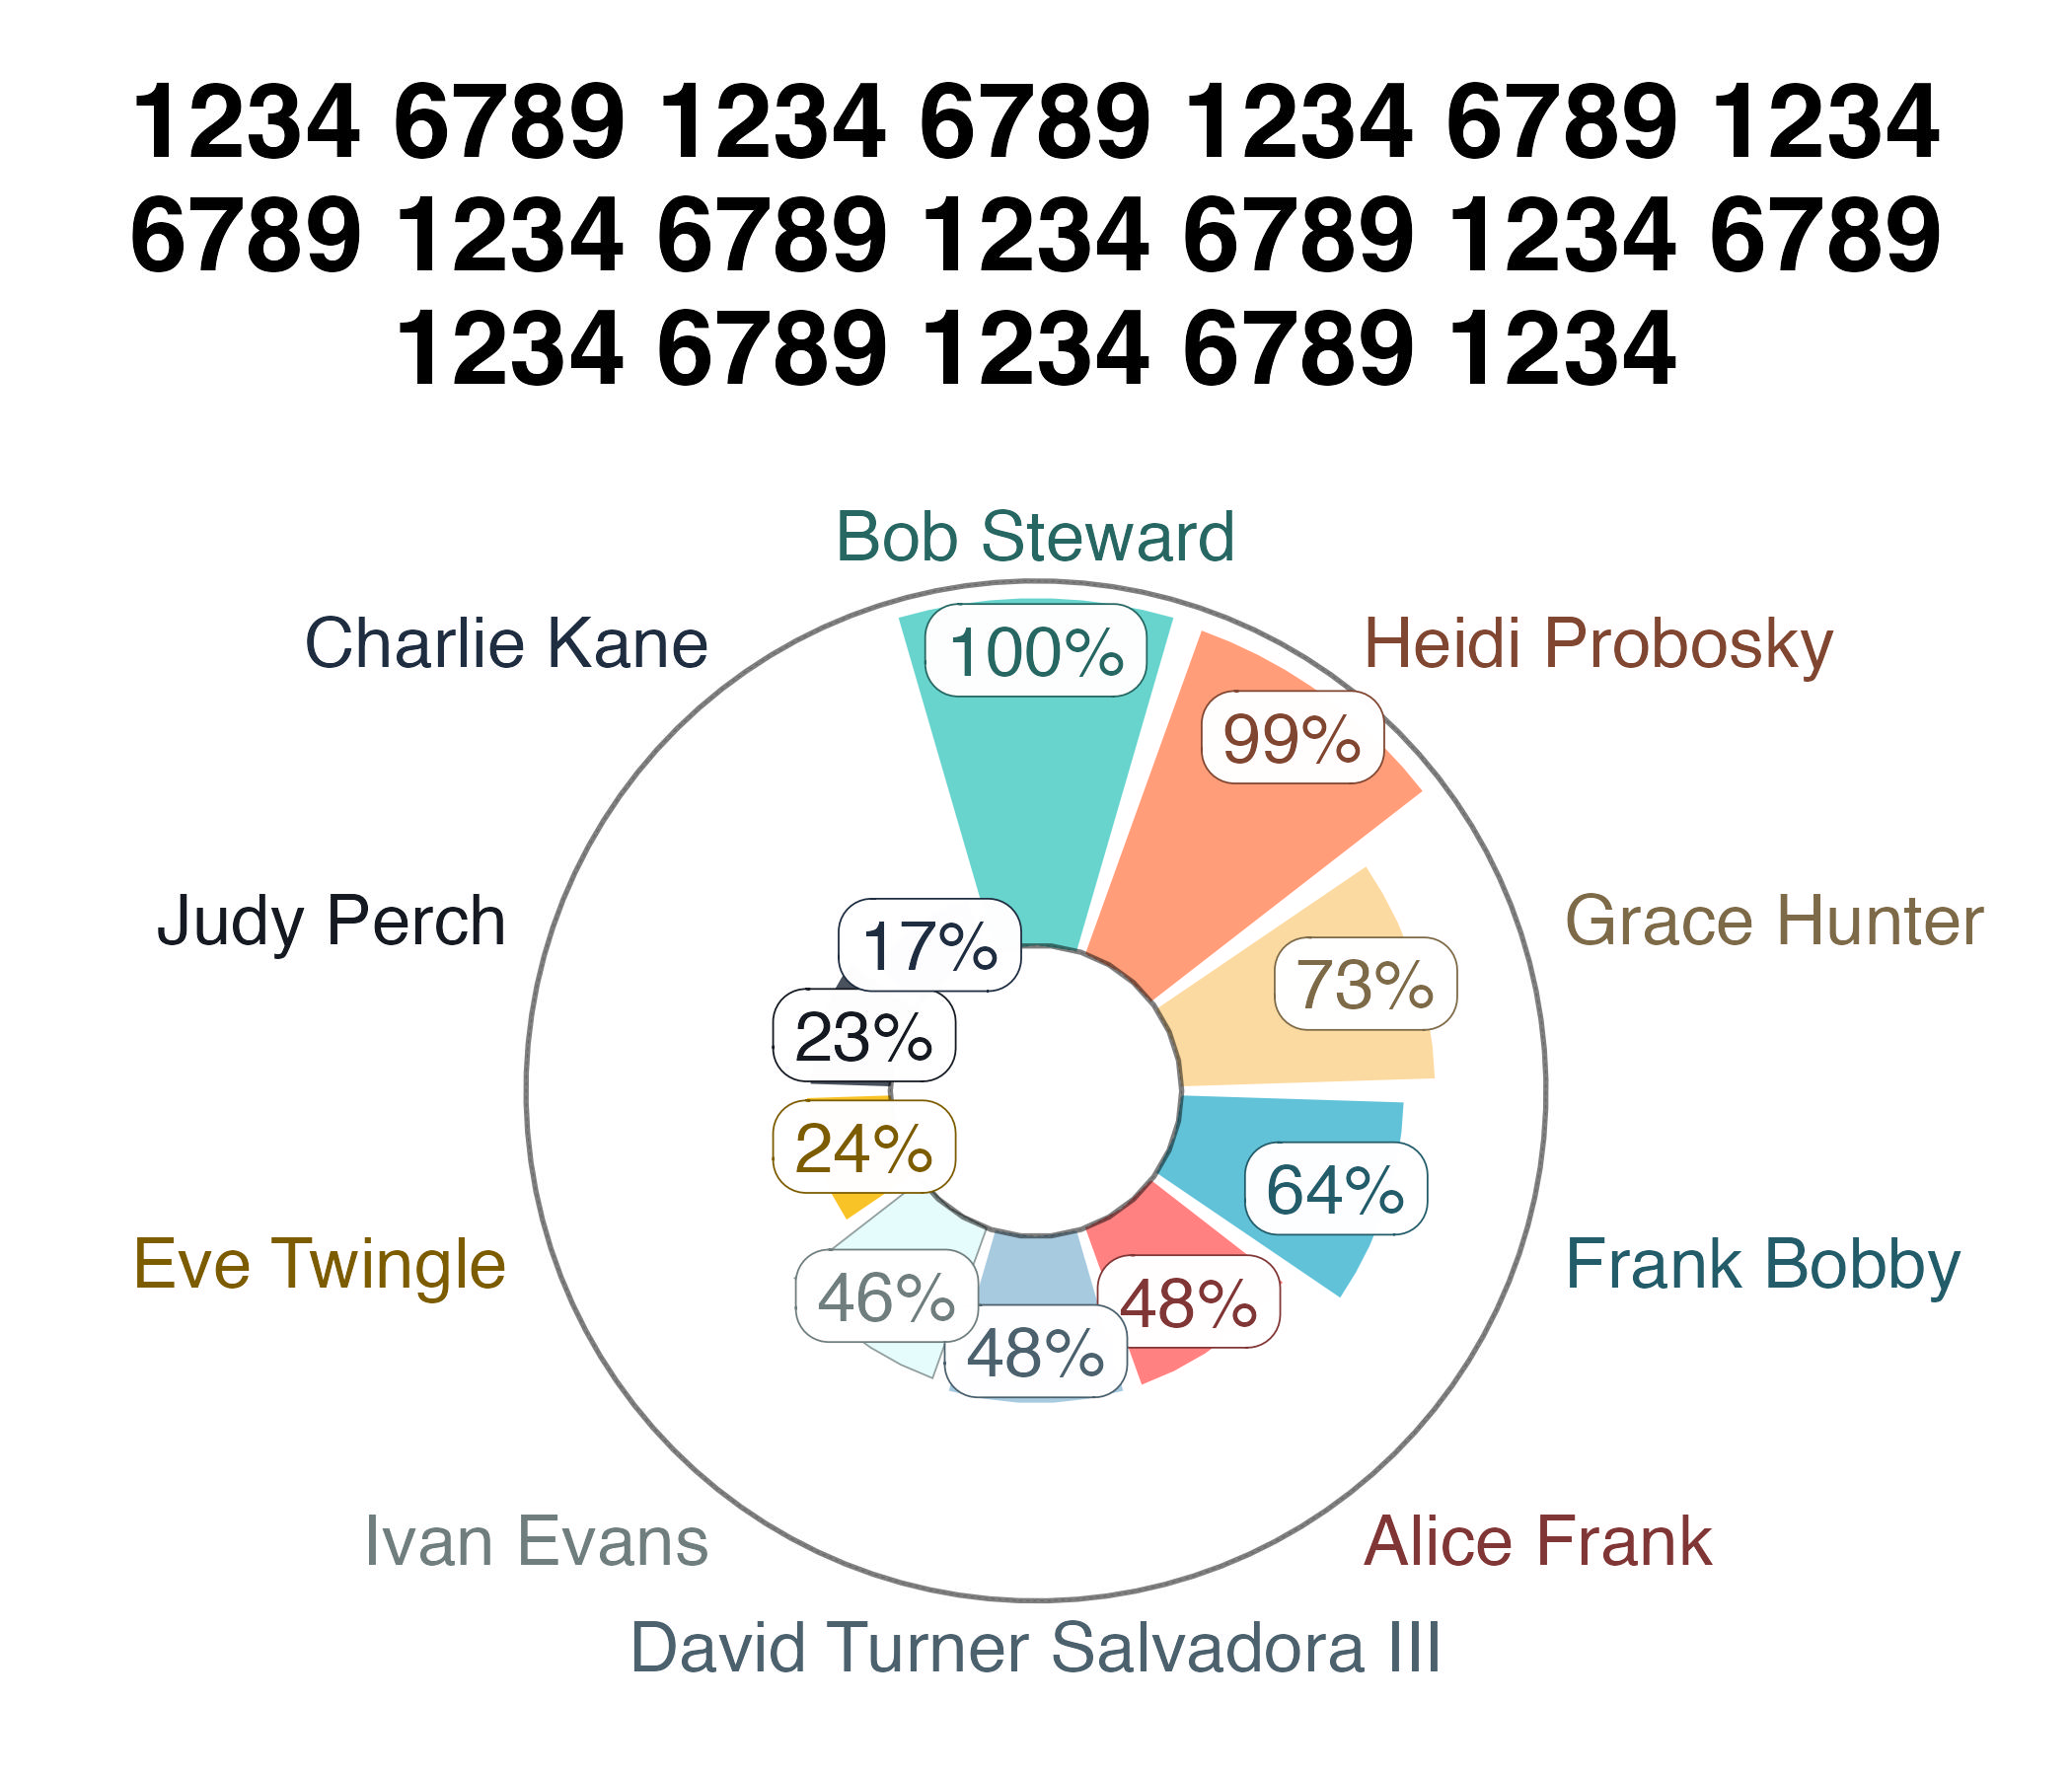 1234 6789 1234 6789 1234 6789 1234
6789 1234 6789 1234 6789 1234 6789
1234 6789 1234 6789 1234
Bob Steward
Charlie Kane
Heidi Probosky
100%
99%
Judy Perch
17%
Grace Hunter
73%
23%
24%
64%
Eve Twingle
Frank Bobby
46%
48%
48%
Ivan Evans
Alice Frank
David Turner Salvadora III